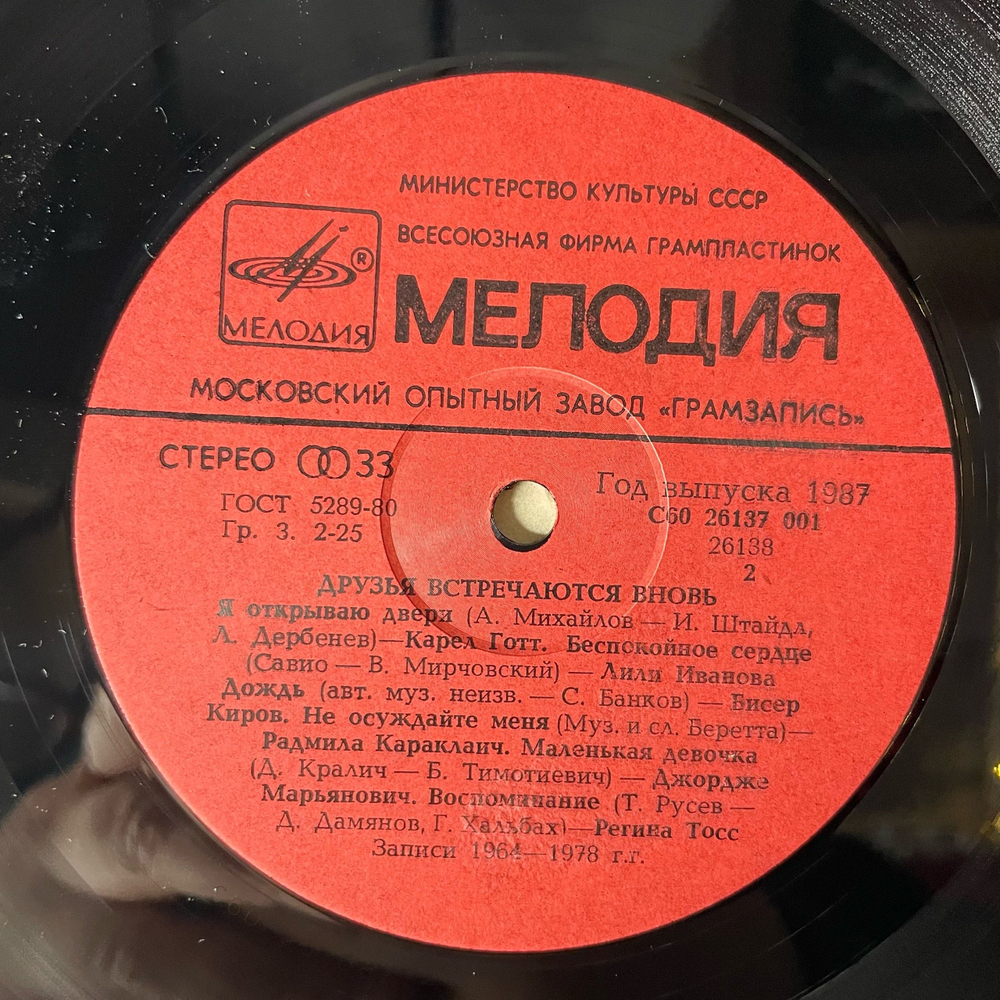 МИНИСТЕРСТВО КУЛЬТУРЫ СССР
ВСЕСОЮЗНАЯ ФИРМА ГРАМПЛАСТИНОК
®
МЕЛОДИЯ
МЕЛОДИЯ
МОСКОВСКИЙ ОПЫТНЫЙ ЗАВОД «ГРАМЗАПИСЬ»
СТЕРЕО 33
ГОСТ 5289-80
Гр. 3. 2-25
Год выпуска 1987
С60 26137 001
26138
2
ДРУЗЬЯ ВСТРЕЧАЮТСЯ ВНОВЬ
Я открываю двери (А. Михайлов — И. Штайдл,
Л. Дербенев)—Карел Готт. Беспокойное сердце
(Савио — В. Мирчовский) — Лили Иванова
Дождь (авт. муз. неизв. — С. Банков) — Бисер
Киров. Не осуждайте меня (Муз. и сл. Беретта)—
Радмила Караклаич. Маленькая девочка
(Д. Кралич — Б. Тимотиевич) — Джордже
Марьянович. Воспоминание (Т. Русев —
Д. Дамянов, Г. Хальбах)—Регина Тосс
Записи 1964—1978 г.г.